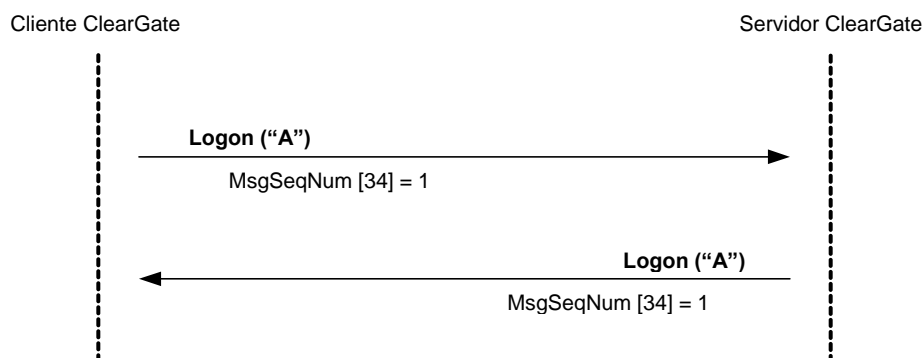 Cliente ClearGate
Servidor ClearGate
Logon (“A”)
MsgSeqNum [34] = 1
Logon (“A”)
MsgSeqNum [34] = 1